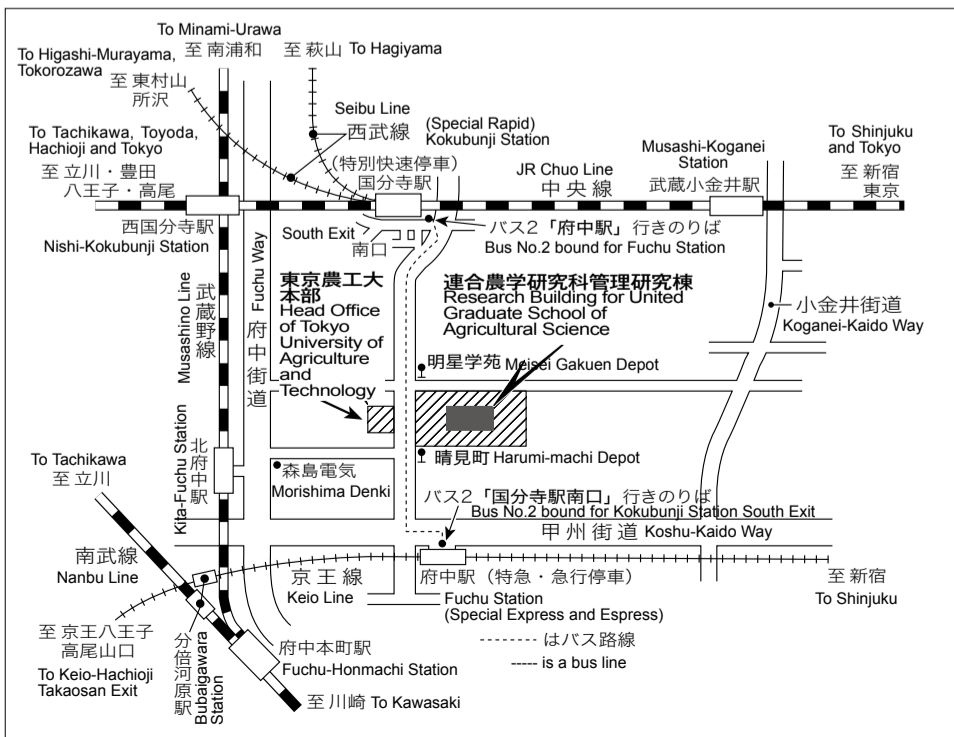 To Minami-Urawa
至 南浦和
至 萩山 To Hagiyama
To Higashi-Murayama,
Tokorozawa
至 東村山
所沢
Seibu Line
西武線
(Special Rapid)
Kokubunji Station
(特別快速停車)
国分寺駅
To Tachikawa, Toyoda,
Hachioji and Tokyo
至 立川・豊田
八王子・高尾
JR Chuo Line
中央線
Musashi-Koganei
Station
武蔵小金井駅
To Shinjuku
and Tokyo
至 新宿
東京
西国分寺駅
Nishi-Kokubunji Station
South Exit
南口
バス2「府中駅」行きのりば
Bus No.2 bound for Fuchu Station
Musashino Line
武蔵野線
Fuchu Way
府中街道
東京農工大
本部
Head Office
of Tokyo
University of
Agriculture
and
Technology
連合農学研究科管理研究棟
Research Building for United
Graduate School of
Agricultural Science
小金井街道
Koganei-Kaido Way
明星学苑 Meisei Gakuen Depot
Kita-Fuchu Station
北府中駅
森島電気
Morishima Denki
晴見町 Harumi-machi Depot
To Tachikawa
至 立川
バス2「国分寺駅南口」行きのりば
Bus No.2 bound for Kokubunji Station South Exit
甲州街道 Koshu-Kaido Way
南武線
Nanbu Line
京王線
Keio Line
府中駅(特急・急行停車)
Fuchu Station
(Special Express and Espress)
至 新宿
To Shinjuku
至 京王八王子
高尾山口
To Keio-Hachioji
Takaosan Exit
分倍河原駅
Bubaigawara
Station
府中本町駅
Fuchu-Honmachi Station
至 川崎 To Kawasaki
はバス路線
is a bus line